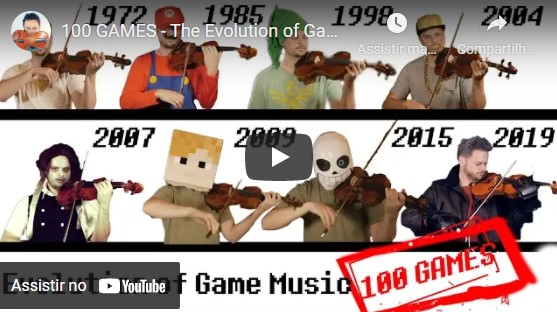 100 GAMES - The Evolution of Ga...
Assistir ma... Compartilh...
1972 1985 1998 2004
2007 2009 2015 2019
Evolution of Game Music
100 GAMES
Assistir no YouTube